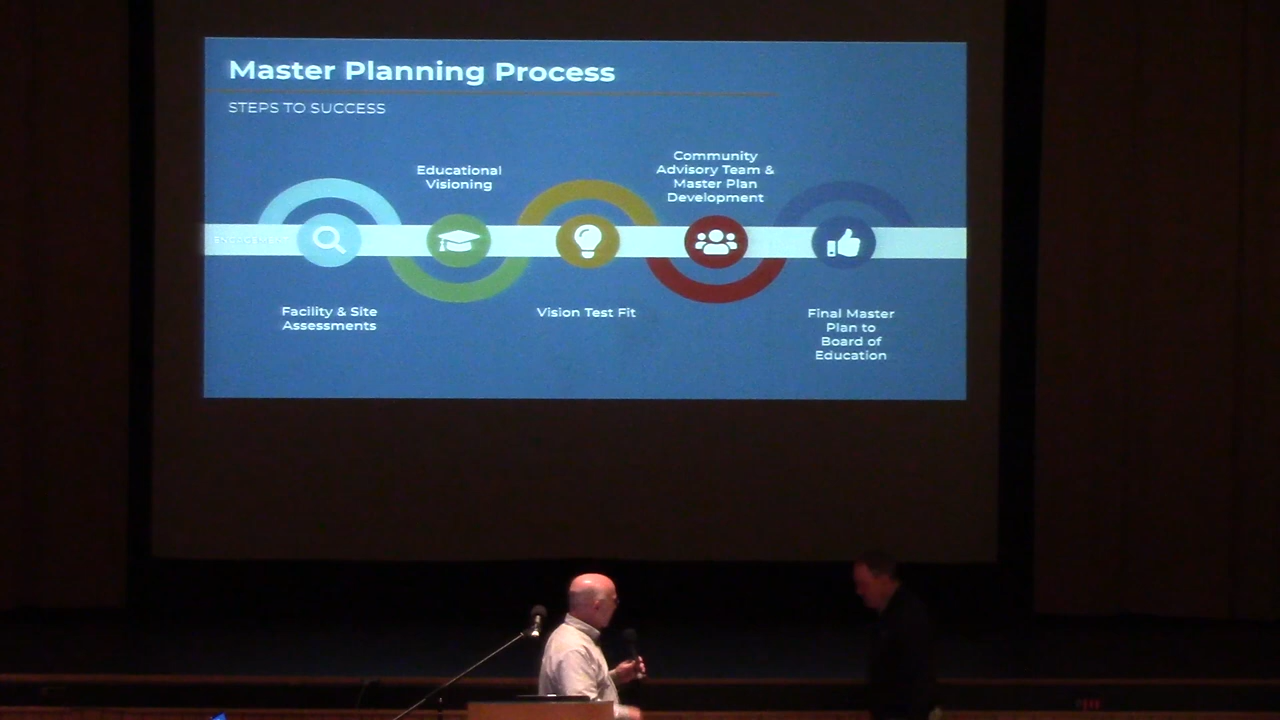 Master Planning Process
STEPS TO SUCCESS
Educational
Visioning
Community
Advisory Team &
Master Plan
Development
Facility & Site
Assessments
Vision Test Fit
Final Master
Plan to
Board of
Education